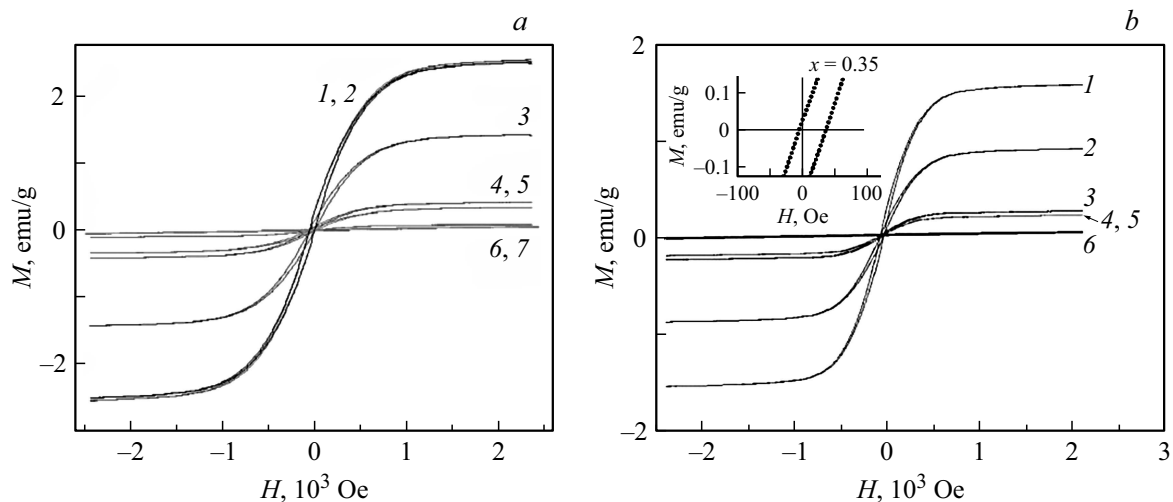 a
2
0
–2
M, emu/g
1, 2
3
4, 5
6, 7
–2 –1 0 1 2
H, 10³ Oe
b
2
0
–2
M, emu/g
x = 0.35
0.1
0
–0.1
M, emu/g
–100 0 100
H, Oe
1
2
3
4, 5
6
–2 –1 0 1 2 3
H, 10³ Oe